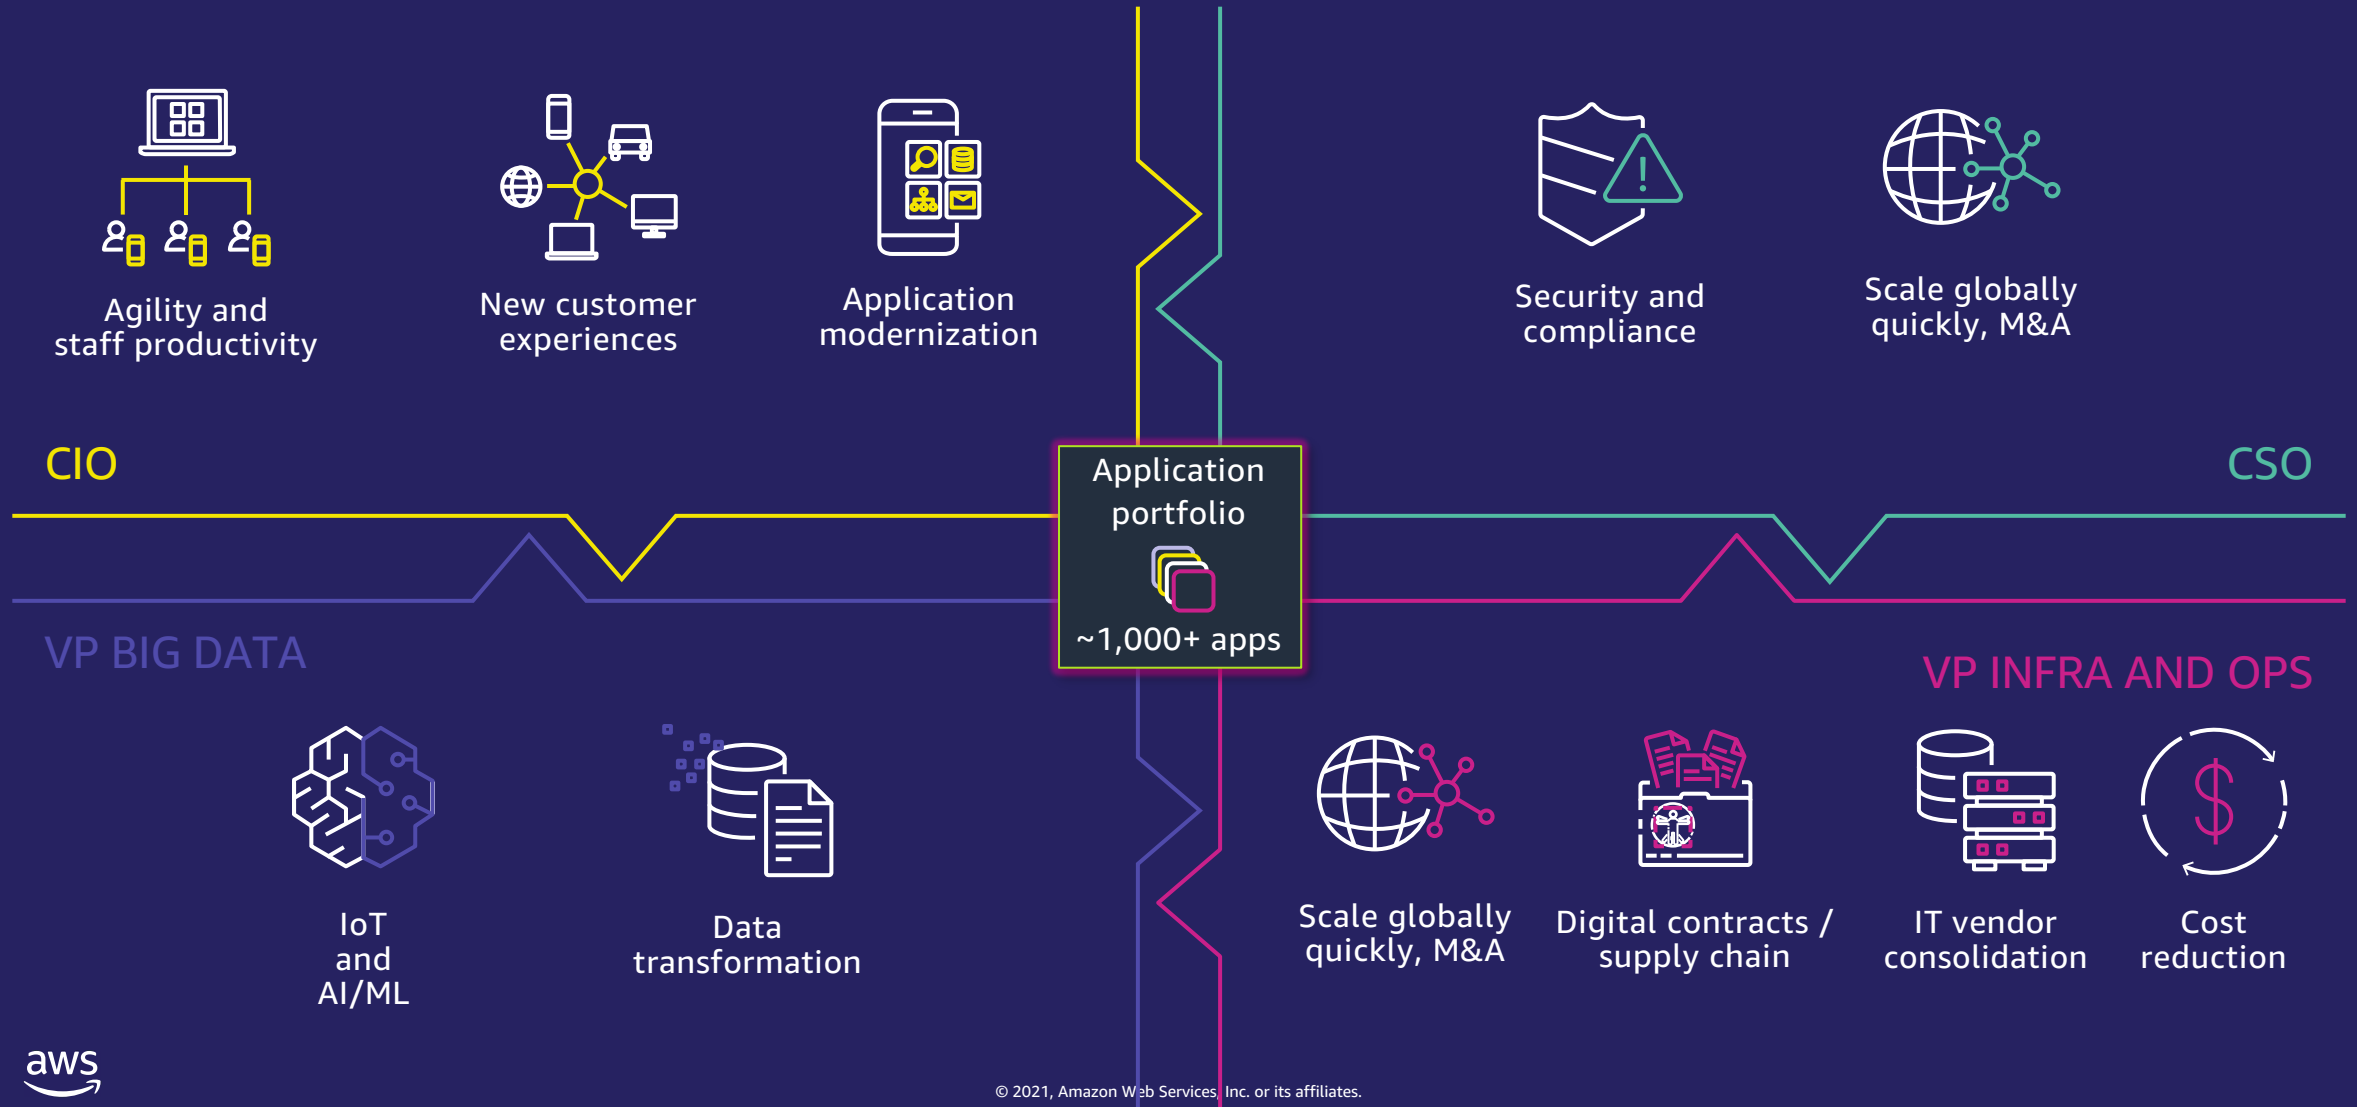 Agility and
staff productivity
New customer
experiences
Application
modernization
Security and
compliance
Scale globally
quickly, M&A
CIO
CSO
Application
portfolio
~1,000+ apps
VP BIG DATA
VP INFRA AND OPS
IoT
and
AI/ML
Data
transformation
Scale globally
quickly, M&A
Digital contracts /
supply chain
IT vendor
consolidation
Cost
reduction
aws
© 2021, Amazon Web Services, Inc. or its affiliates.